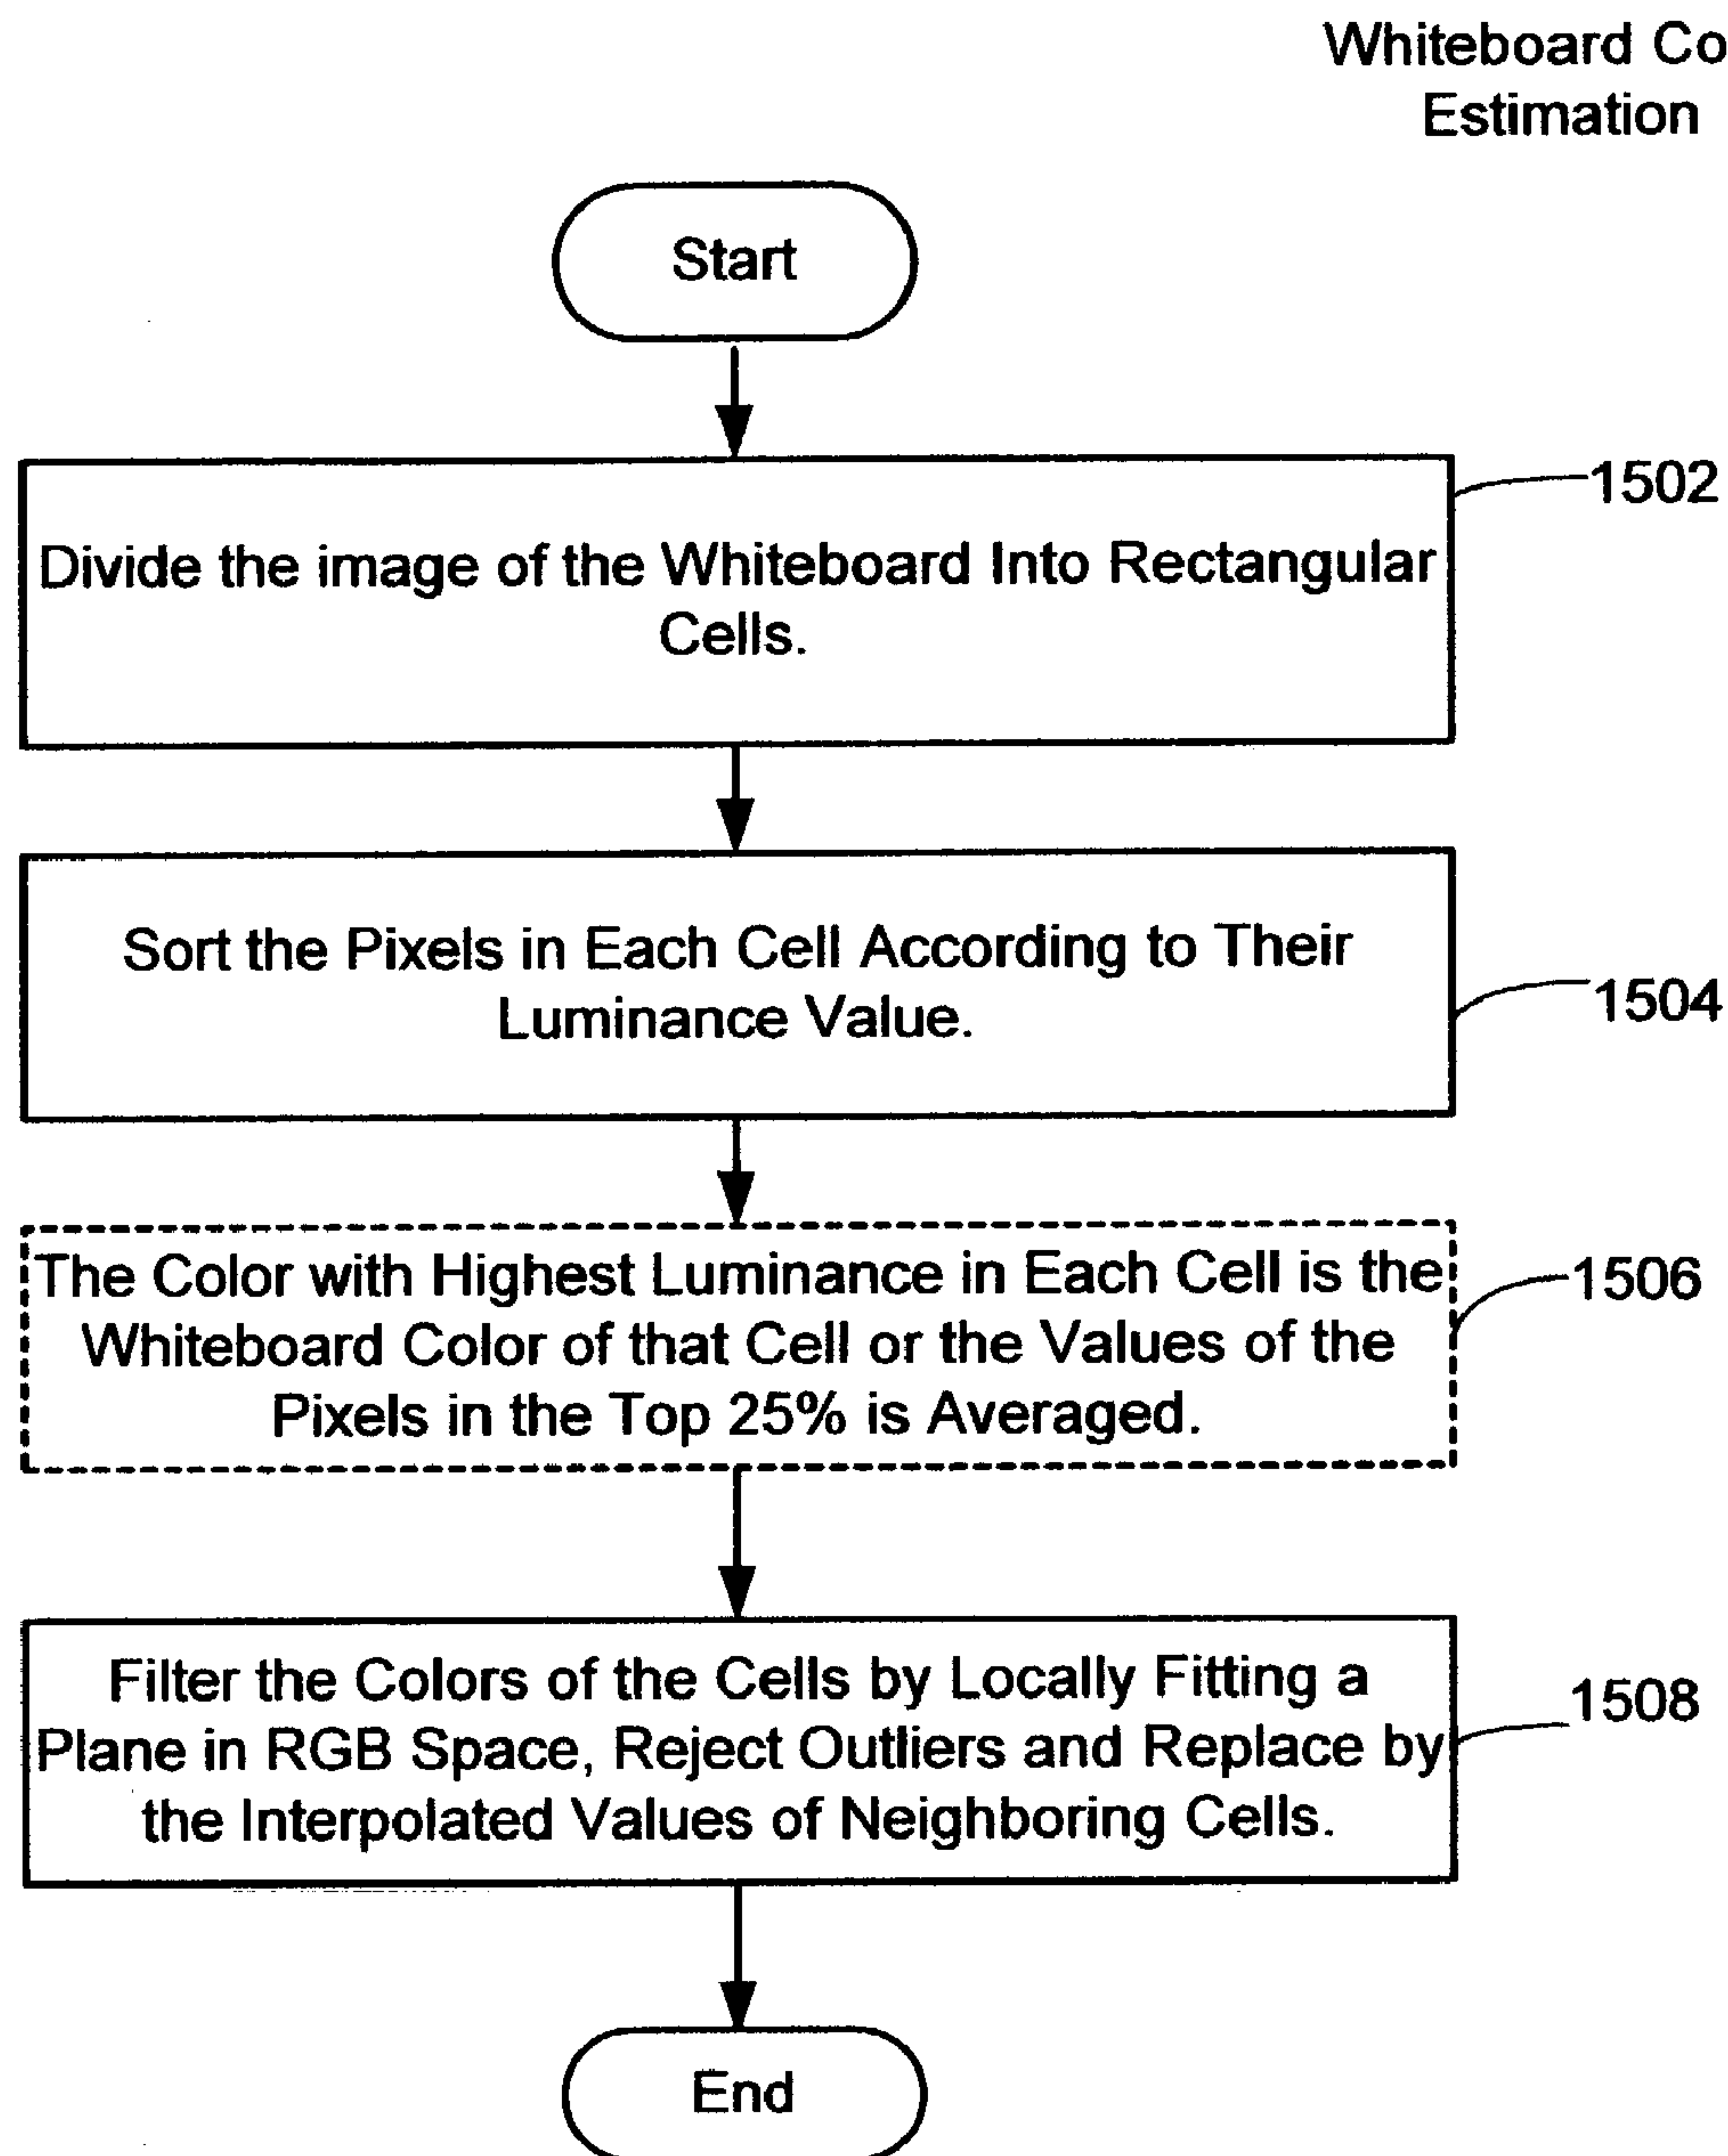 Whiteboard Co
Estimation
Start
1502
Divide the image of the Whiteboard Into Rectangular
Cells.
Sort the Pixels in Each Cell According to Their
Luminance Value.
1504
The Color with Highest Luminance in Each Cell is the
Whiteboard Color of that Cell or the Values of the
Pixels in the Top 25% is Averaged.
1506
Filter the Colors of the Cells by Locally Fitting a
Plane in RGB Space, Reject Outliers and Replace by
the Interpolated Values of Neighboring Cells.
1508
End